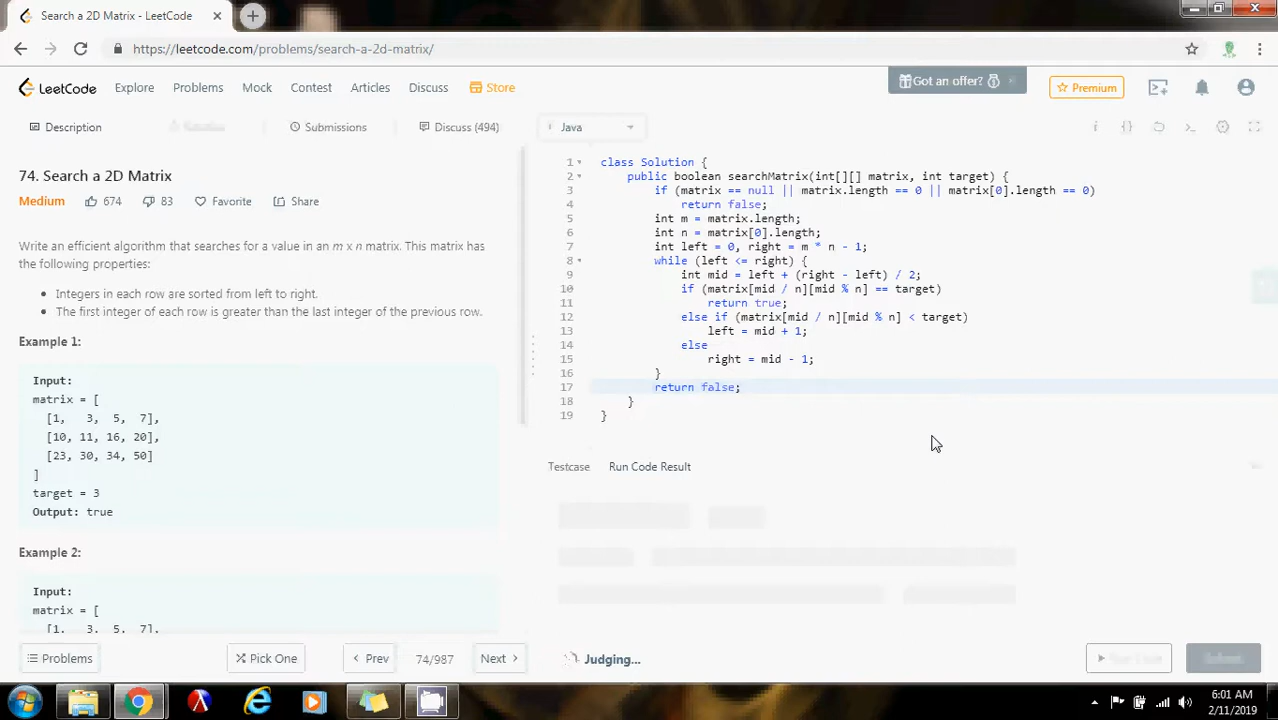 Search a 2D Matrix - LeetCode
https://leetcode.com/problems/search-a-2d-matrix/
LeetCode Explore Problems Mock Contest Articles Discuss Store
Got an offer?
Premium
Description
Submissions
Discuss (494)
Java
74. Search a 2D Matrix
Medium 674 83 Favorite Share
Write an efficient algorithm that searches for a value in an m x n matrix. This matrix has
the following properties:
Integers in each row are sorted from left to right.
The first integer of each row is greater than the last integer of the previous row.
Example 1:
Input:
matrix = [
[1, 3, 5, 7],
[10, 11, 16, 20],
[23, 30, 34, 50]
]
target = 3
Output: true
Example 2:
Input:
matrix = [
[1, 3, 5, 7],
1 class Solution {
2 public boolean searchMatrix(int[][] matrix, int target) {
3 if (matrix == null || matrix.length == 0 || matrix[0].length == 0)
4 return false;
5 int m = matrix.length;
6 int n = matrix[0].length;
7 int left = 0, right = m * n - 1;
8 while (left <= right) {
9 int mid = left + (right - left) / 2;
10 if (matrix[mid / n][mid % n] == target)
11 return true;
12 else if (matrix[mid / n][mid % n] < target)
13 left = mid + 1;
14 else
15 right = mid - 1;
16 }
17 return false;
18 }
19 }
Testcase Run Code Result
Problems
Pick One
Prev
74/987
Next
Judging...
6:01 AM
2/11/2019